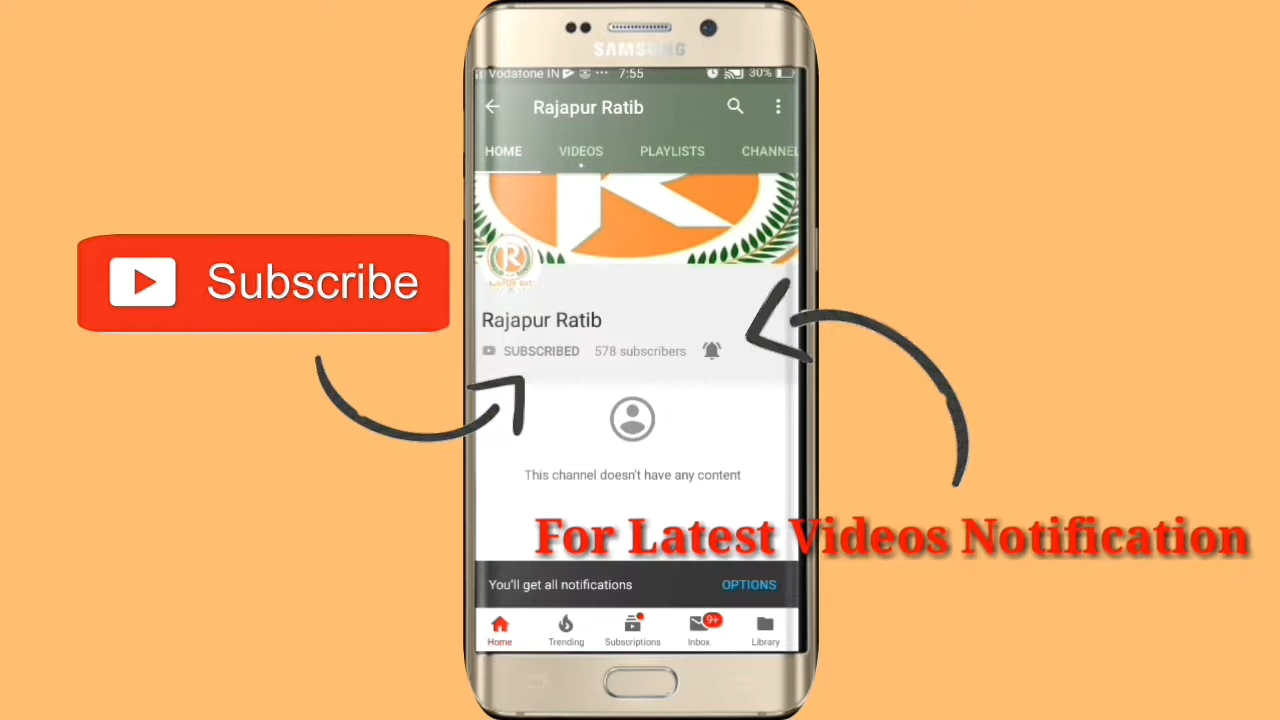 SAMSUNG
Vodafone IN ... 7:55 30%
Rajapur Ratib
HOME VIDEOS PLAYLISTS CHANNEL
R
R
Subscribe
Rajapur Ratib
SUBSCRIBED 578 subscribers
This channel doesn't have any content
For Latest Videos Notification
You'll get all notifications OPTIONS
9+
Home Trending Subscriptions Inbox Library